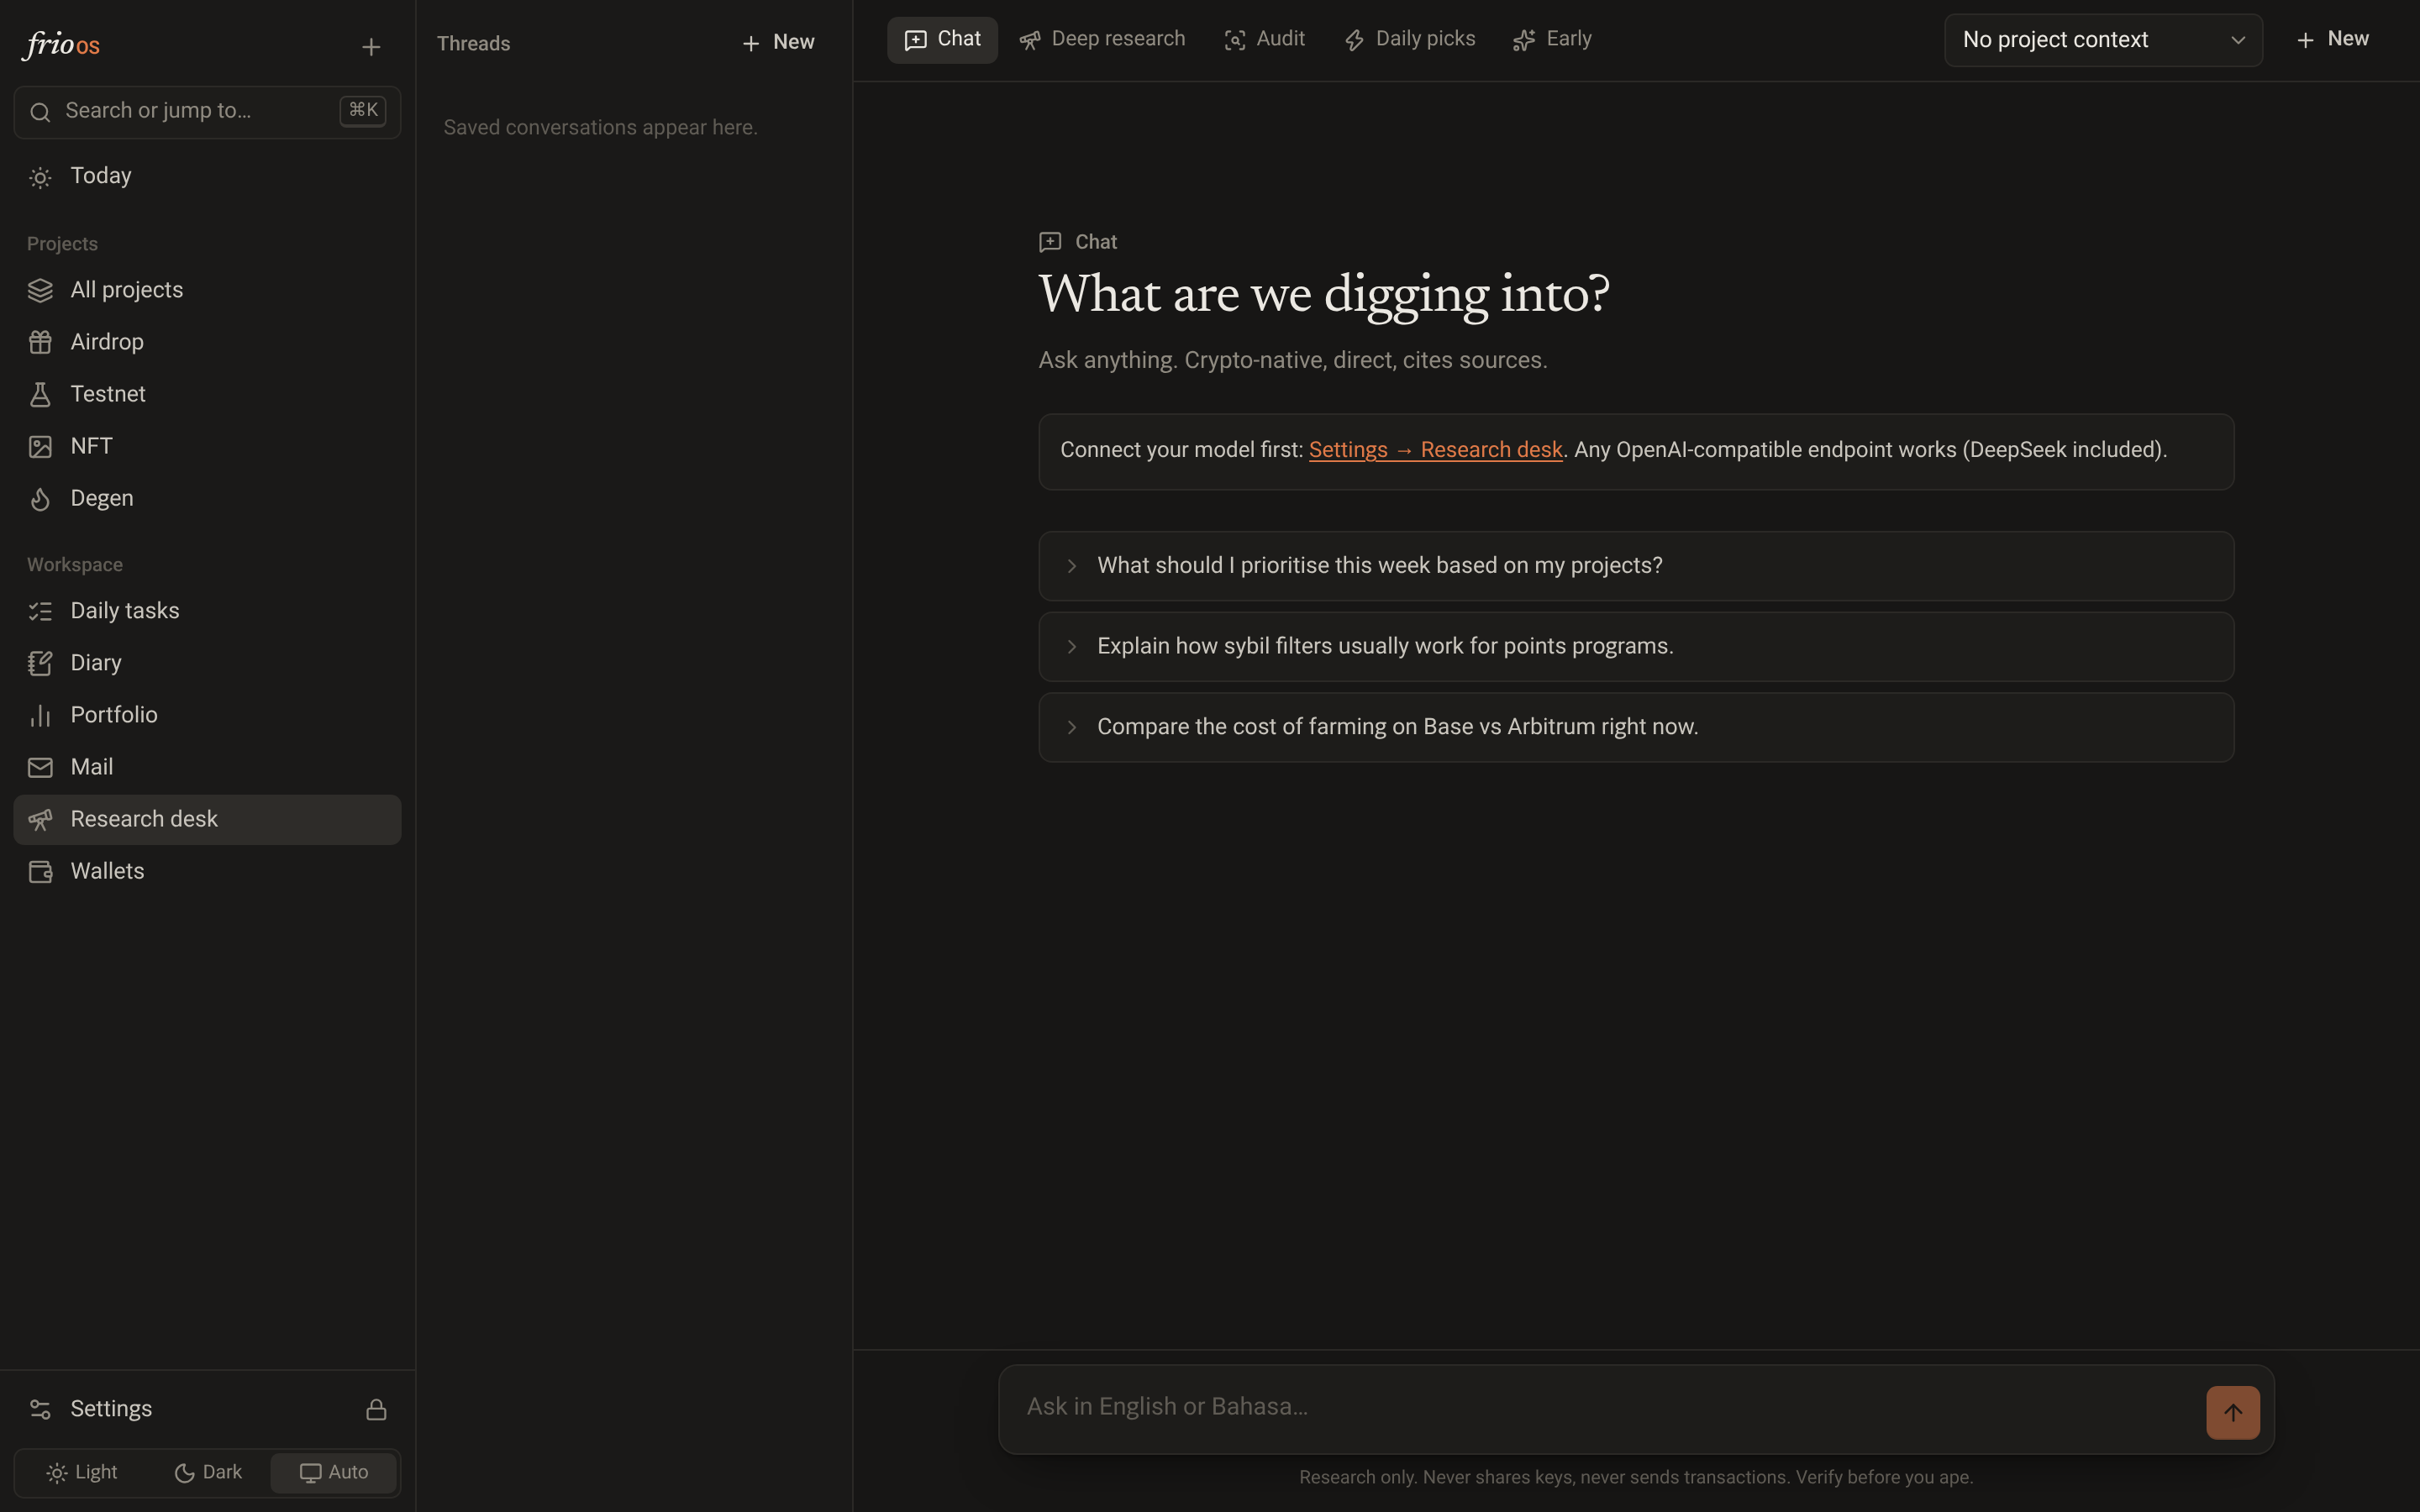 frio os
Search or jump to… ⌘K
Today
Projects
All projects
Airdrop
Testnet
NFT
Degen
Workspace
Daily tasks
Diary
Portfolio
Mail
Research desk
Wallets
Settings
Light Dark Auto
Threads New
Saved conversations appear here.
Chat Deep research Audit Daily picks Early No project context New
Chat
What are we digging into?
Ask anything. Crypto-native, direct, cites sources.
Connect your model first: Settings → Research desk. Any OpenAI-compatible endpoint works (DeepSeek included).
What should I prioritise this week based on my projects?
Explain how sybil filters usually work for points programs.
Compare the cost of farming on Base vs Arbitrum right now.
Ask in English or Bahasa…
Research only. Never shares keys, never sends transactions. Verify before you ape.